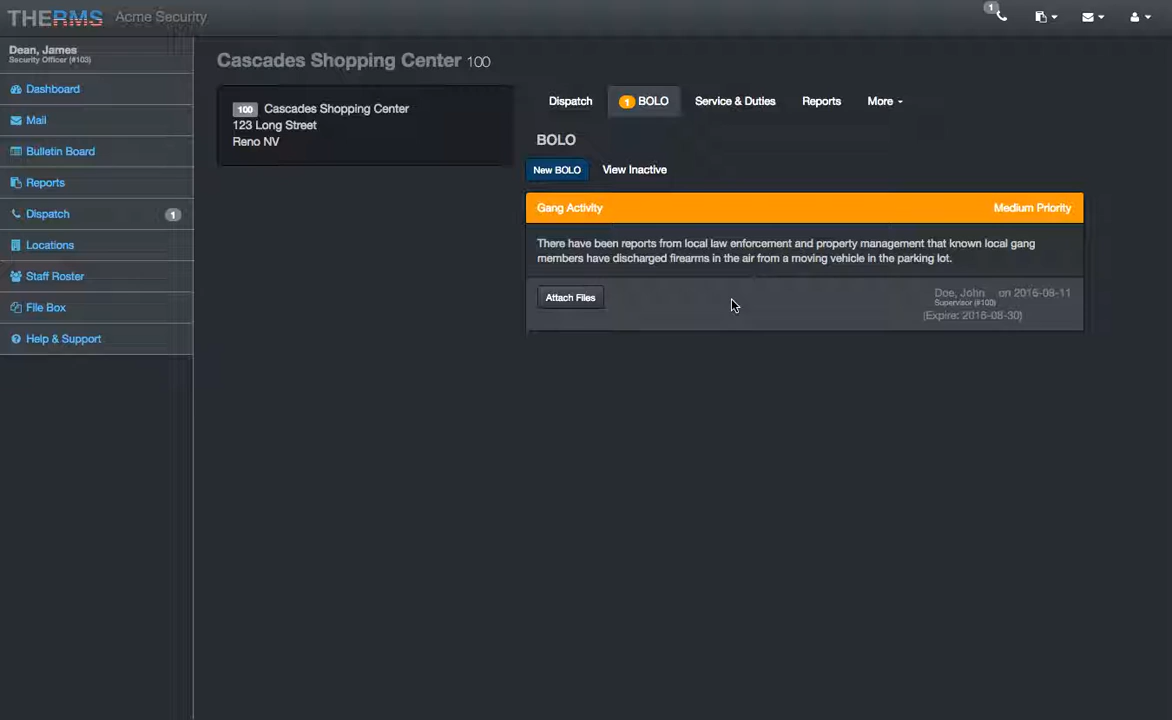 THERMS Acme Security
1
Dean, James
Security Officer (#103)
Dashboard
Mail
Bulletin Board
Reports
Dispatch 1
Locations
Staff Roster
File Box
Help & Support
Cascades Shopping Center 100
100 Cascades Shopping Center
123 Long Street
Reno NV
Dispatch 1 BOLO Service & Duties Reports More
BOLO
New BOLO View Inactive
Gang Activity Medium Priority
There have been reports from local law enforcement and property management that known local gang
members have discharged firearms in the air from a moving vehicle in the parking lot.
Attach Files
Doe, John on 2016-08-11
Supervisor (#100)
(Expire: 2016-08-30)